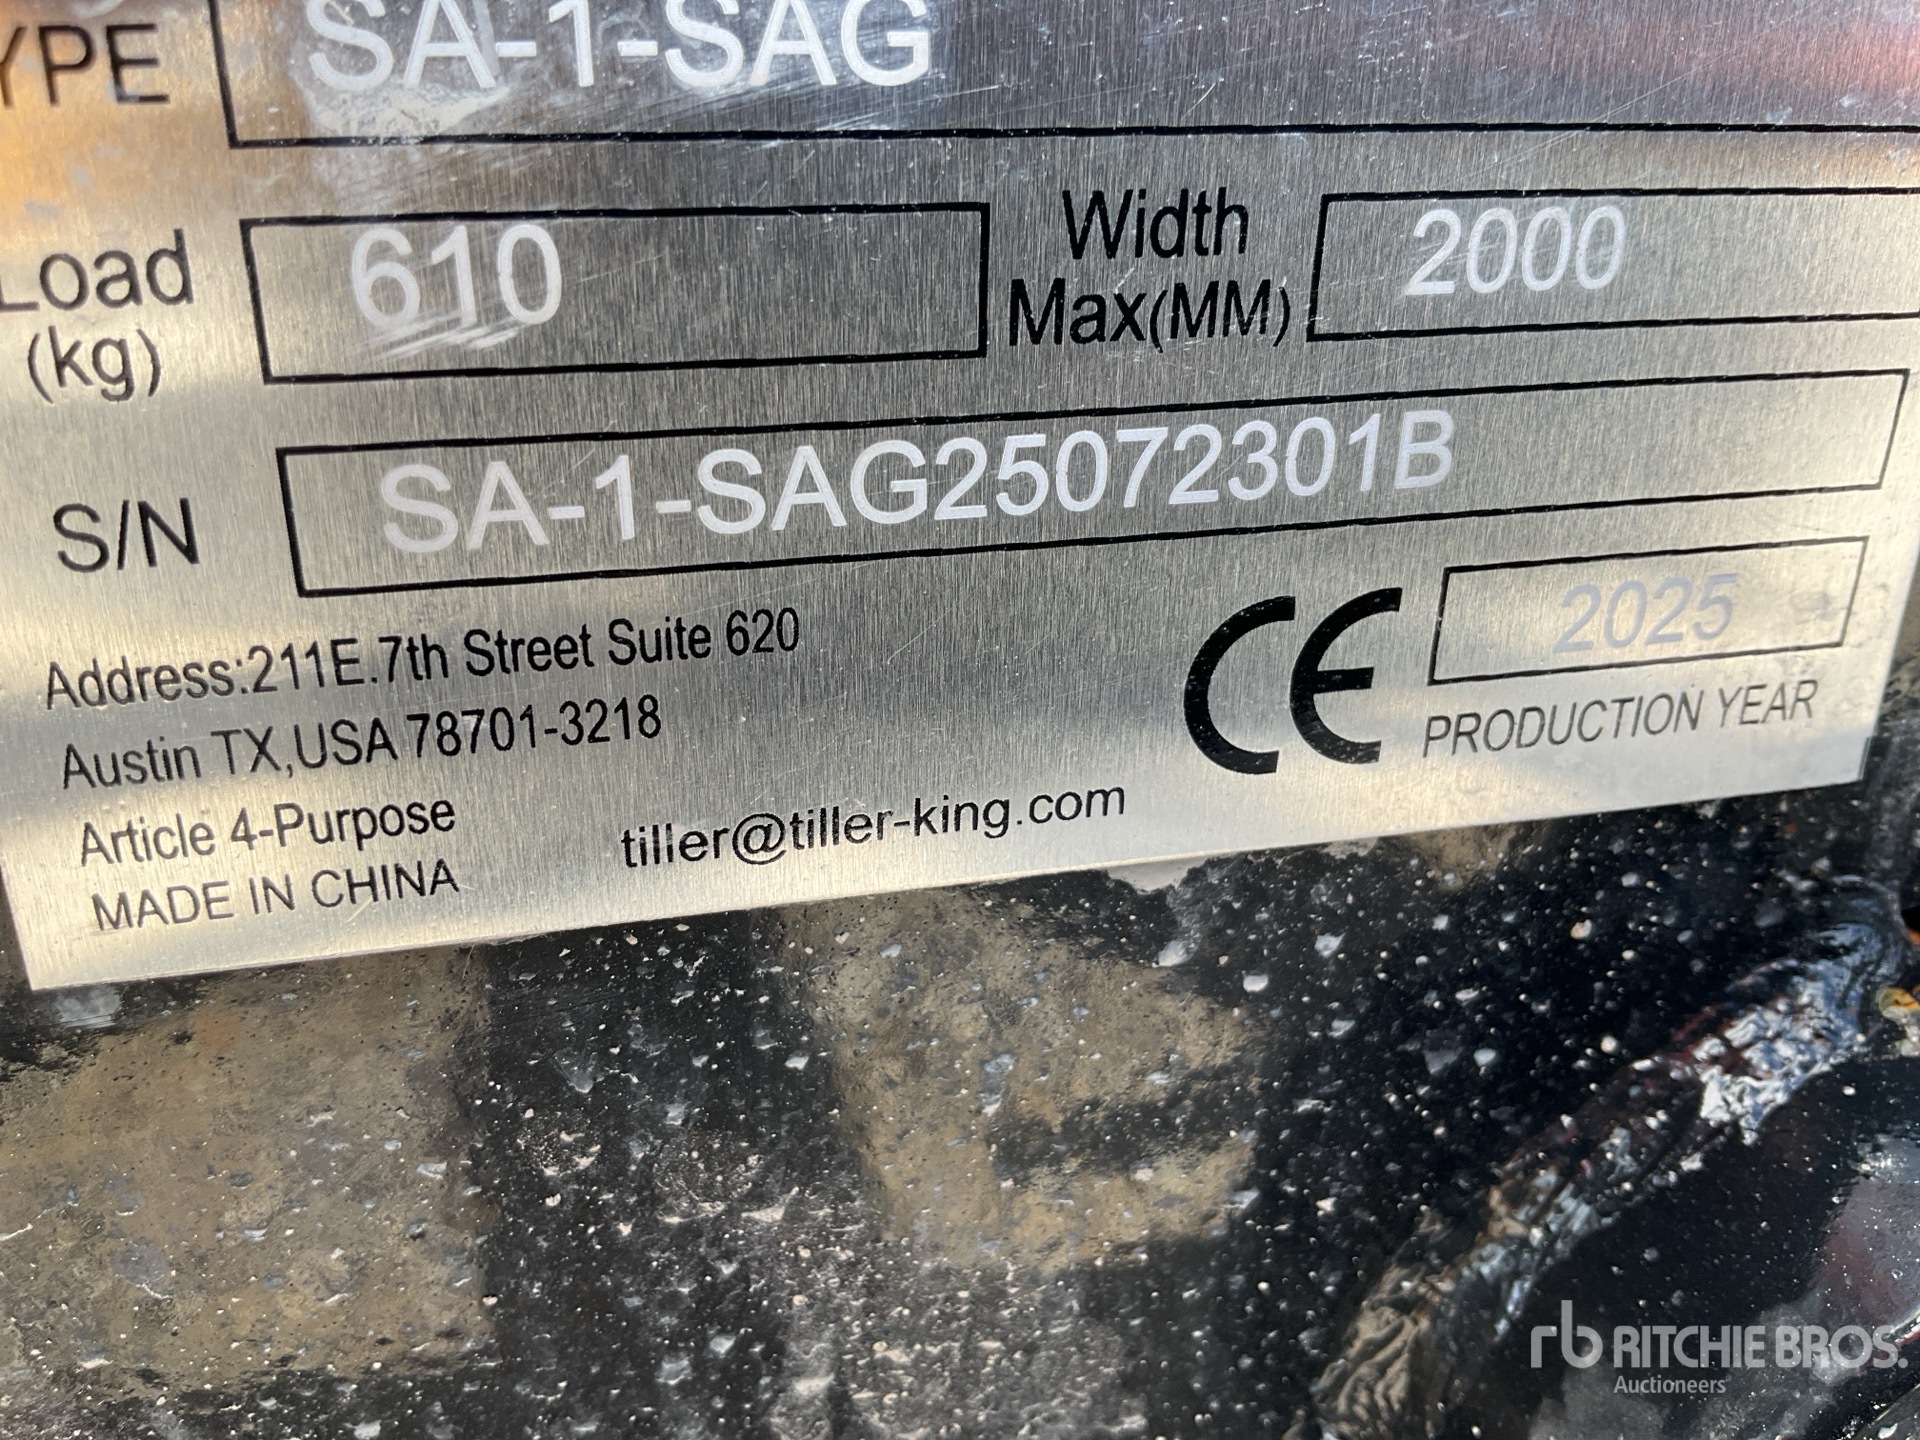 YPE SA-1-SAG
Load (kg) 610 Width Max(MM) 2000
S/N SA-1-SAG25072301B
Address:211E.7th Street Suite 620
Austin TX,USA 78701-3218
Article 4-Purpose
MADE IN CHINA
tiller@tiller-king.com
CE
2025
PRODUCTION YEAR
rb RITCHIE BROS.
Auctioneers